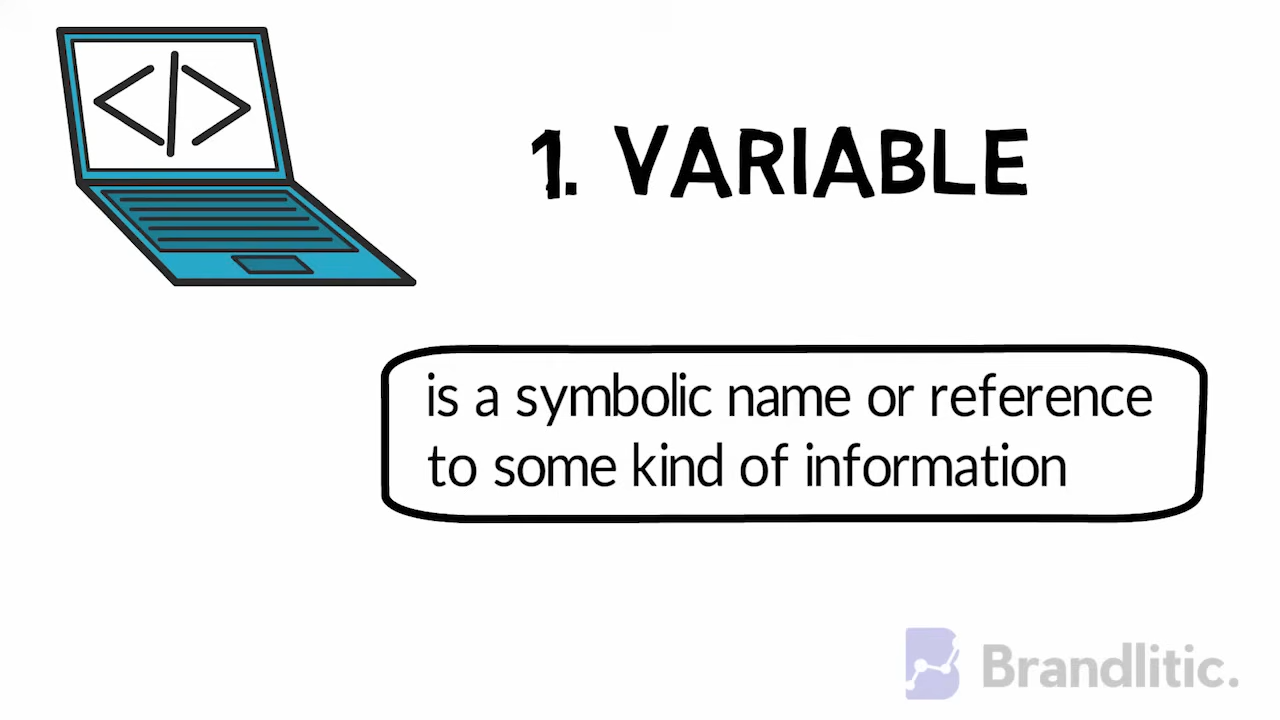 </>
1. VARIABLE
is a symbolic name or reference
to some kind of information
Brandlitic.